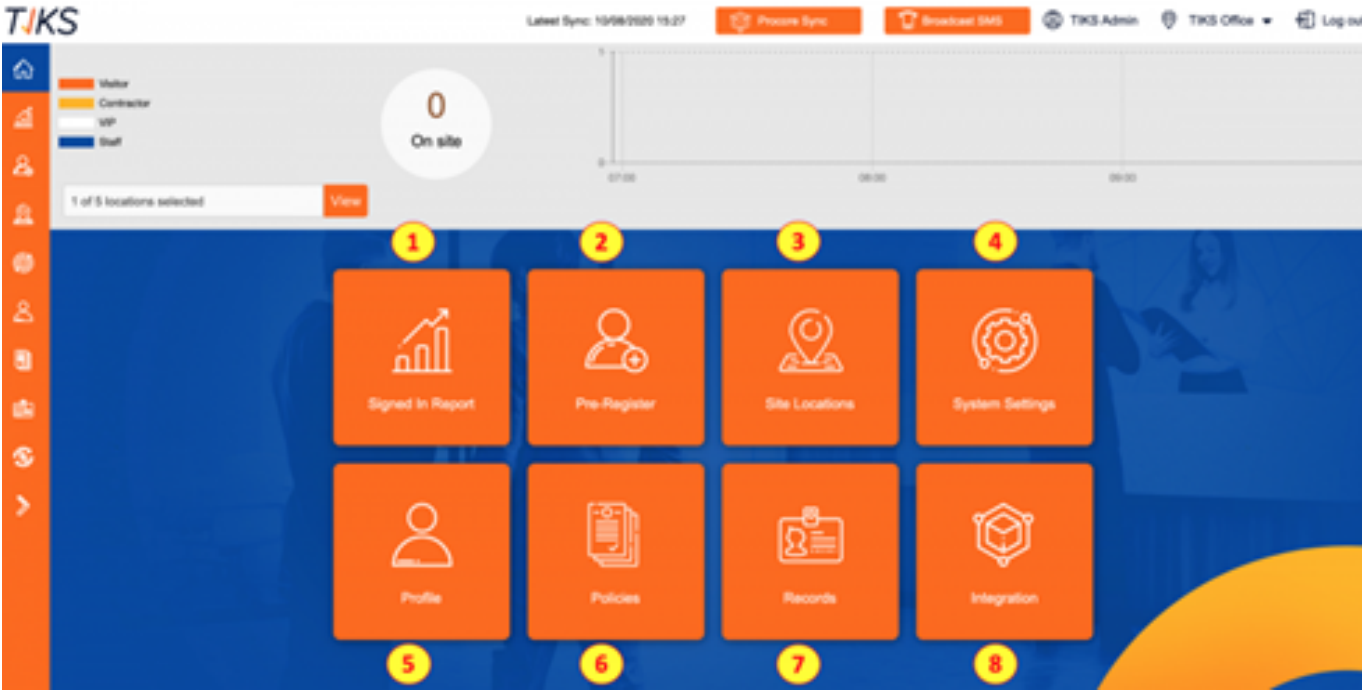 TIKS
Latest Sync: 10/08/2020 15:27
Procore Sync
Broadcast SMS
TIKS Admin
TIKS Office
Log out
Visitor
Contractor
VIP
Staff
0
On site
1
0
07:00
08:00
09:00
1 of 5 locations selected
View
1
2
3
4
Signed In Report
Pre-Register
Site Locations
System Settings
Profile
Policies
Records
Integration
5
6
7
8